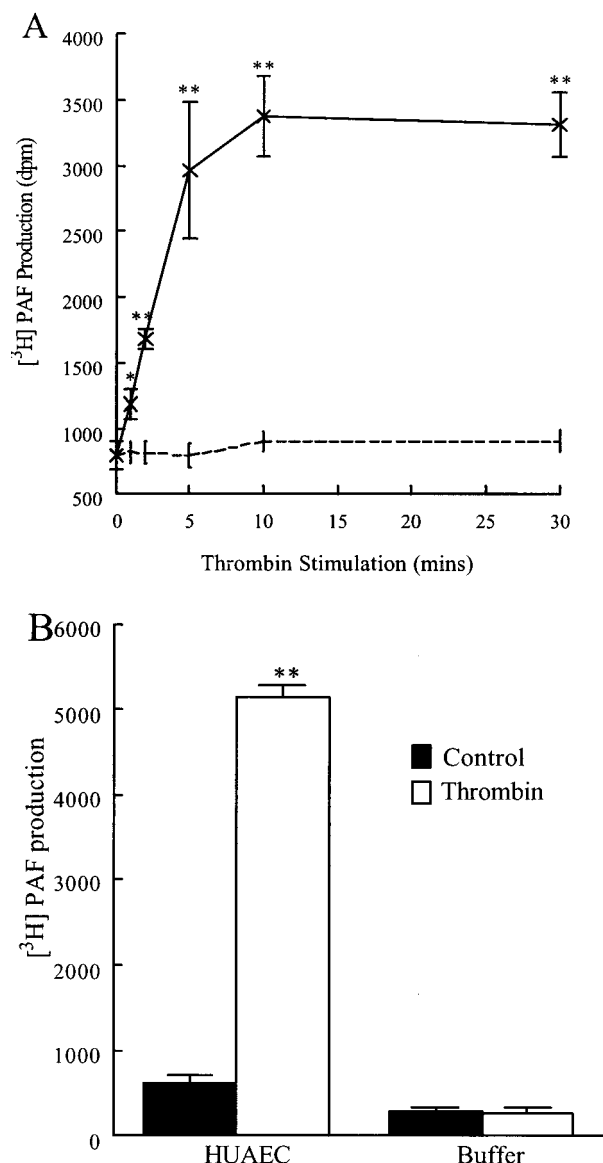 A
4000
3500
3000
2500
2000
1500
1000
500
[³H] PAF Production (dpm)
**
**
**
**
*
0 5 10 15 20 25 30
Thrombin Stimulation (mins)
B
6000
5000
4000
3000
2000
1000
0
[³H] PAF production
**
Control
Thrombin
HUAEC Buffer